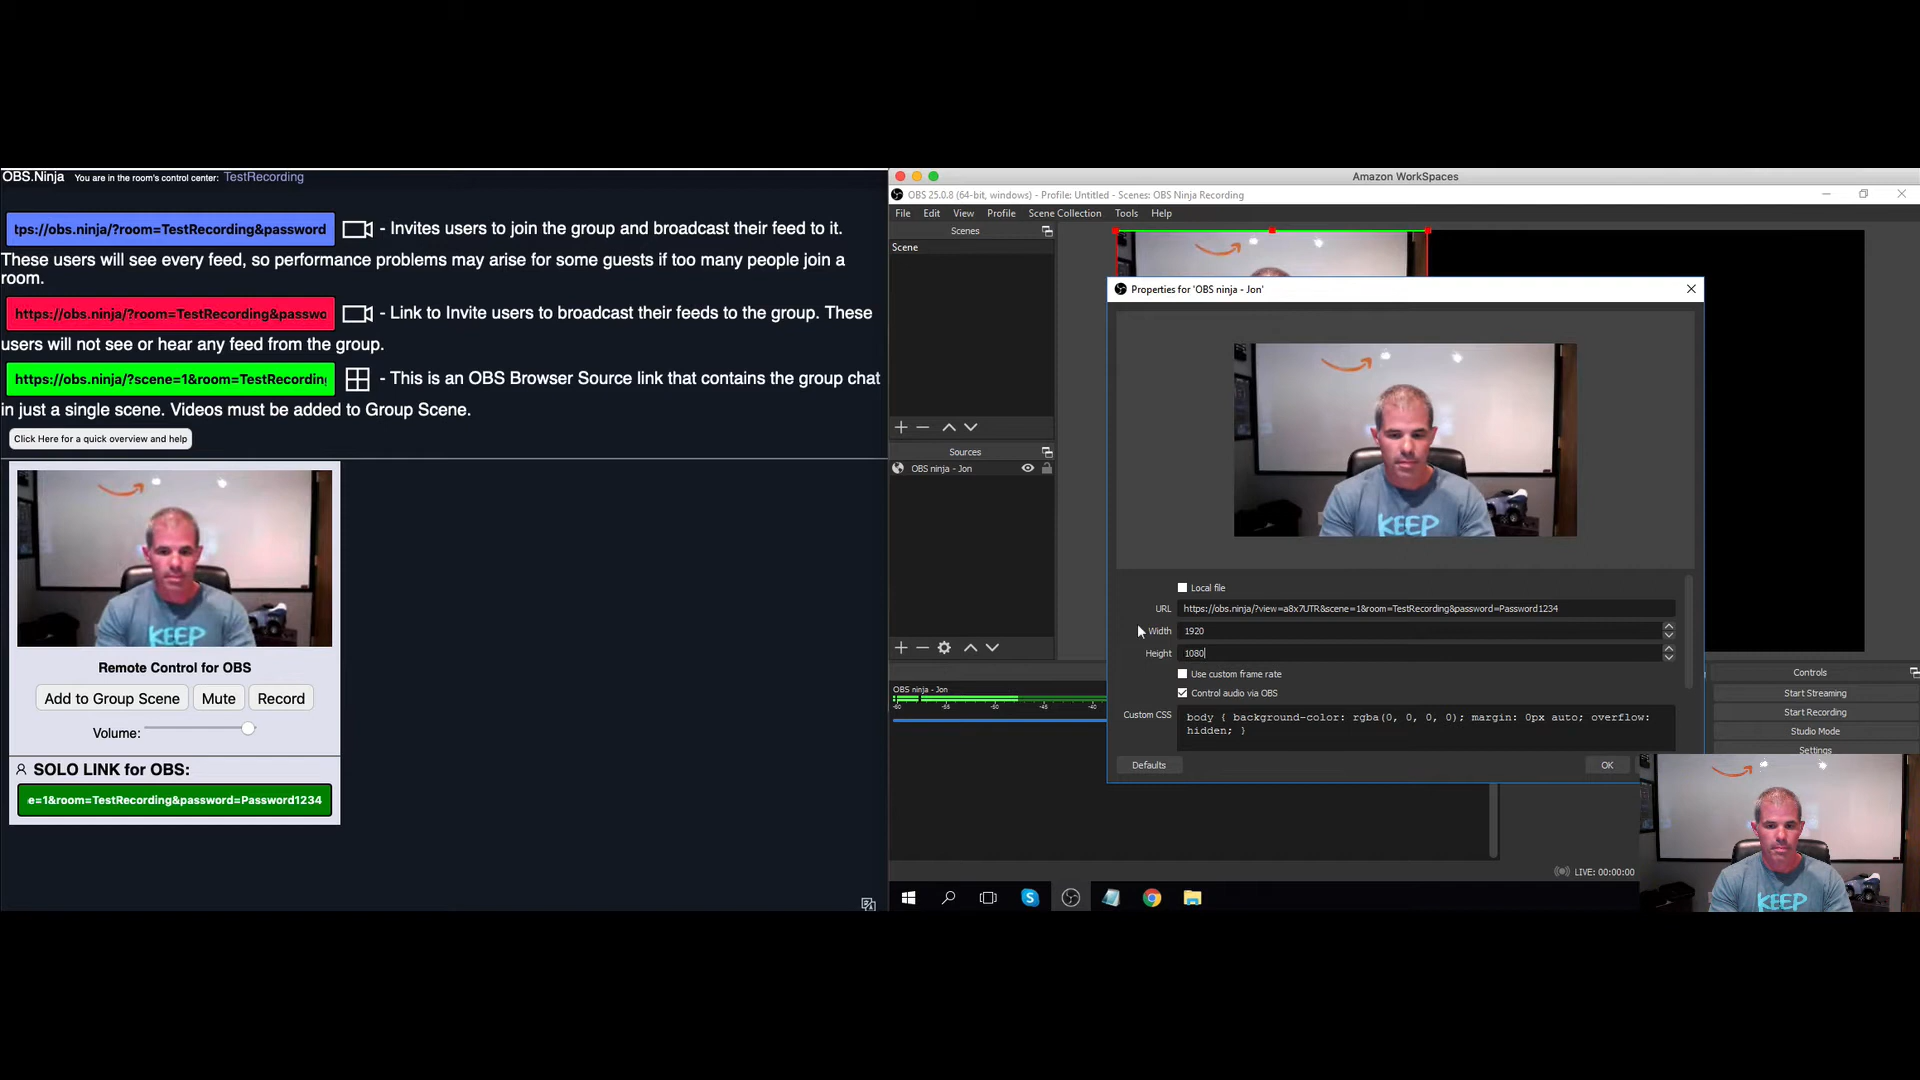 OBS.Ninja You are in the room's control center: TestRecording
tps://obs.ninja/?room=TestRecording&password - Invites users to join the group and broadcast their feed to it.
These users will see every feed, so performance problems may arise for some guests if too many people join a
room.
https://obs.ninja/?room=TestRecording&passwo - Link to Invite users to broadcast their feeds to the group. These
users will not see or hear any feed from the group.
https://obs.ninja/?scene=1&room=TestRecording - This is an OBS Browser Source link that contains the group chat
in just a single scene. Videos must be added to Group Scene.
Click Here for a quick overview and help
KEEP
Remote Control for OBS
Add to Group Scene Mute Record
Volume:
SOLO LINK for OBS:
e=1&room=TestRecording&password=Password1234
Amazon WorkSpaces
OBS 25.0.8 (64-bit, windows) - Profile: Untitled - Scenes: OBS Ninja Recording
File Edit View Profile Scene Collection Tools Help
Scenes
Scene
Sources
OBS ninja - Jon
OBS ninja - Jon
-60 -55 -50 -45 -40
Properties for 'OBS ninja - Jon'
KEEP
Local file
URL https://obs.ninja/?view=a8x7UTR&scene=1&room=TestRecording&password=Password1234
Width 1920
Height 1080
Use custom frame rate
Control audio via OBS
Custom CSS body { background-color: rgba(0, 0, 0, 0); margin: 0px auto; overflow:
hidden; }
Defaults OK
Controls
Start Streaming
Start Recording
Studio Mode
Settings
LIVE: 00:00:00
KEEP